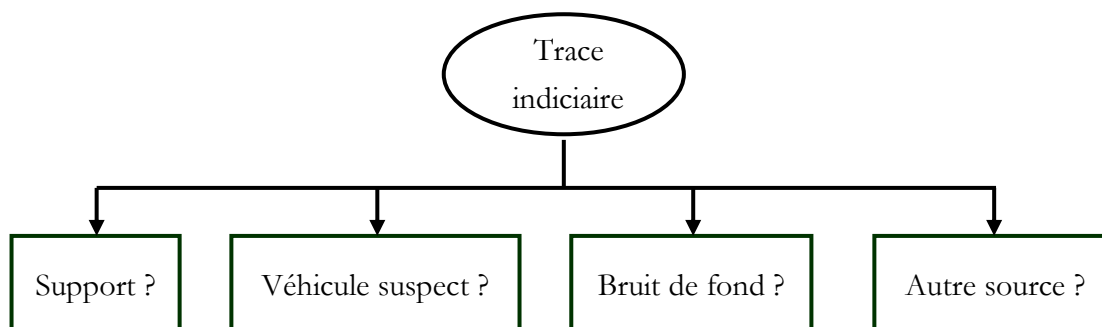 Trace
indiciaire
Support ?
Véhicule suspect ?
Bruit de fond ?
Autre source ?